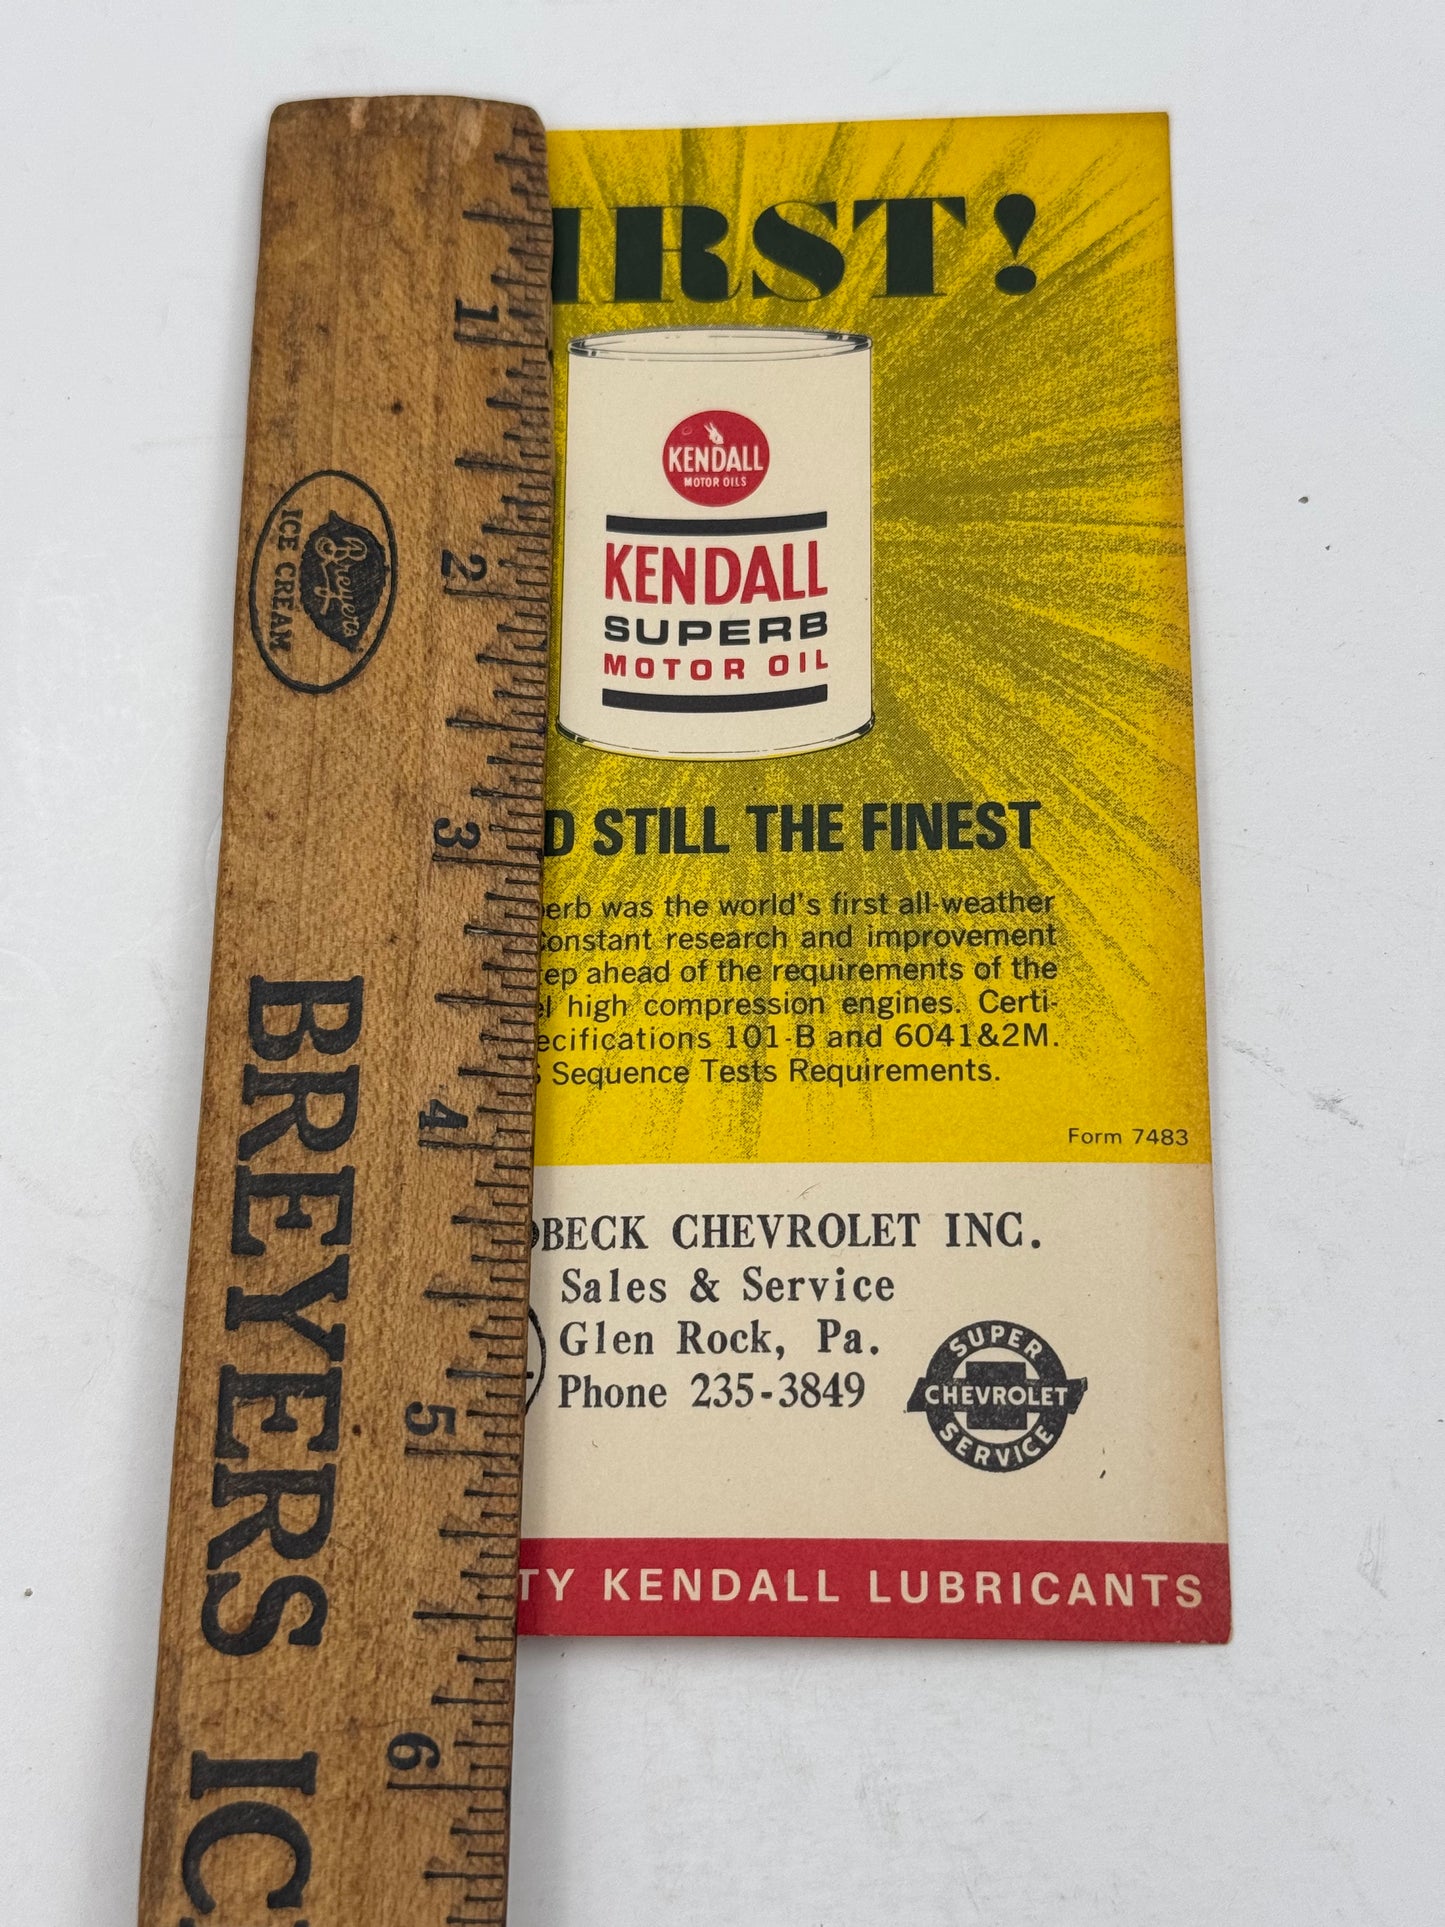 IRST!
KENDALL
MOTOR OILS
KENDALL
SUPERB
MOTOR OIL
D STILL THE FINEST
erb was the world's first all-weather
onstant research and improvement
ep ahead of the requirements of the
el high compression engines. Certi-
ecifications 101-B and 6041&2M.
S Sequence Tests Requirements.
Form 7483
BECK CHEVROLET INC.
Sales & Service
Glen Rock, Pa.
Phone 235-3849
SUPER
CHEVROLET
SERVICE
TY KENDALL LUBRICANTS
1
2
3
4
5
6
Breyers
ICE CREAM
BREYERS IC